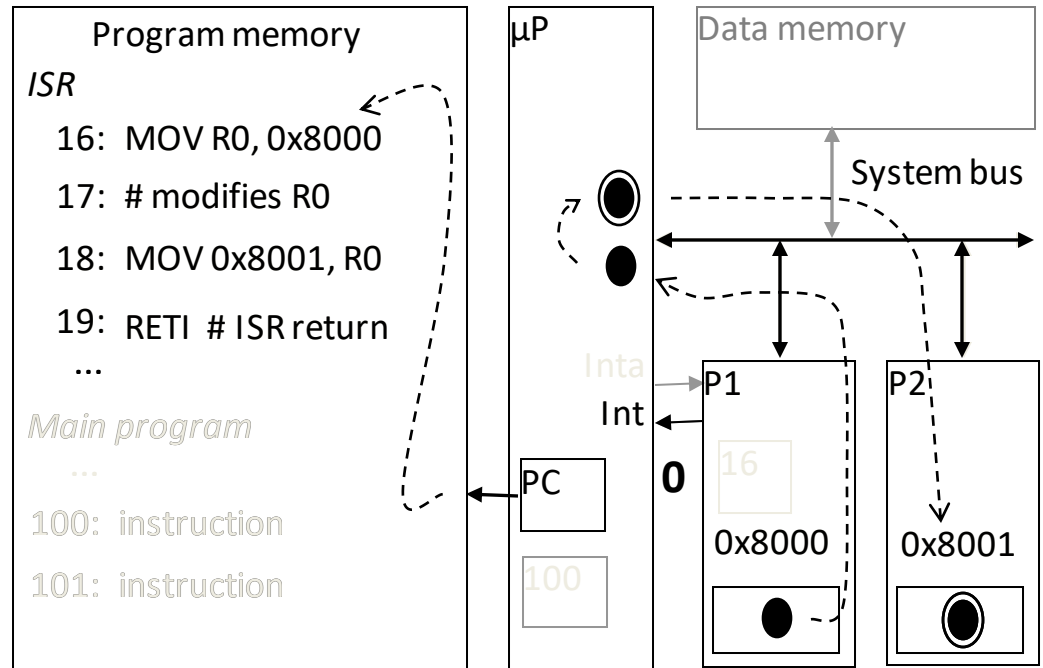 Program memory
ISR
16: MOV R0, 0x8000
17: # modifies R0
18: MOV 0x8001, R0
19: RETI # ISR return
...
Main program
...
100: instruction
101: instruction
µP
Inta
Int
PC
100
Data memory
System bus
P1
16
0
0x8000
P2
0x8001